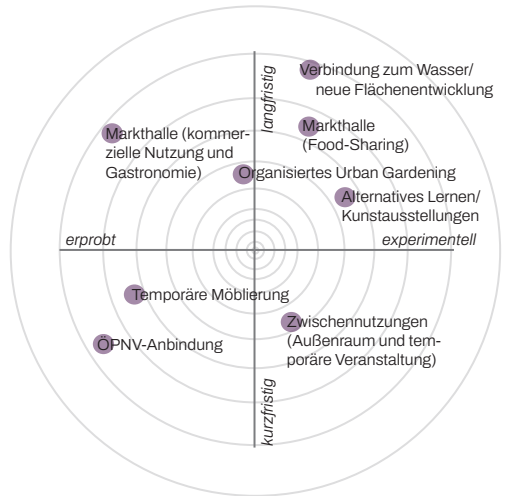 langfristig
Verbindung zum Wasser/
neue Flächenentwicklung
Markthalle (kommer-
zielle Nutzung und
Gastronomie)
Markthalle
(Food-Sharing)
Organisiertes Urban Gardening
Alternatives Lernen/
Kunstausstellungen
erprobt
experimentell
Temporäre Möblierung
ÖPNV-Anbindung
Zwischennutzungen
(Außenraum und tem-
poräre Veranstaltung)
kurzfristig